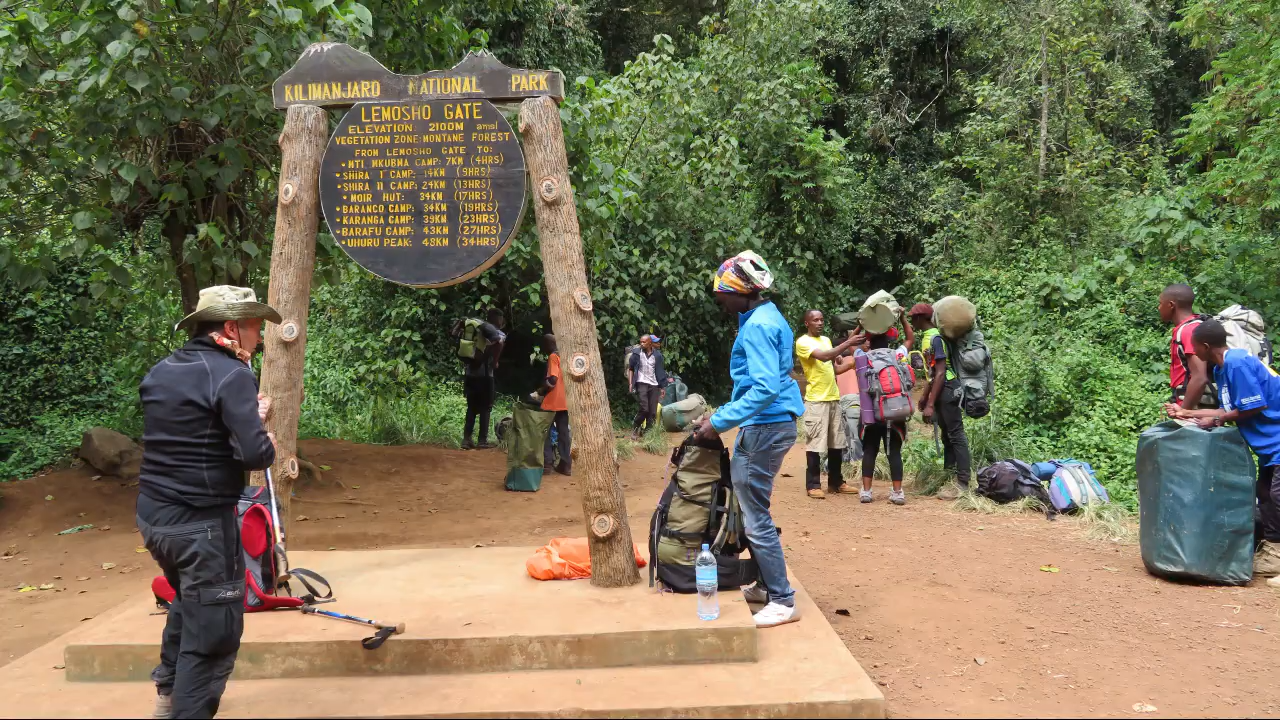 KILIMANJARO NATIONAL PARK
LEMOSHO GATE
ELEVATION: 2100M amsl
VEGETATION ZONE: MONTANE FOREST
FROM LEMOSHO GATE TO:
• MTI MKUBWA CAMP: 7KM (4HRS)
• SHIRA I CAMP: 14KM (9HRS)
• SHIRA II CAMP: 24KM (13HRS)
• MOIR HUT: 34KM (17HRS)
• BARANCO CAMP: 34KM (19HRS)
• KARANGA CAMP: 39KM (23HRS)
• BARAFU CAMP: 43KM (27HRS)
• UHURU PEAK: 48KM (34HRS)